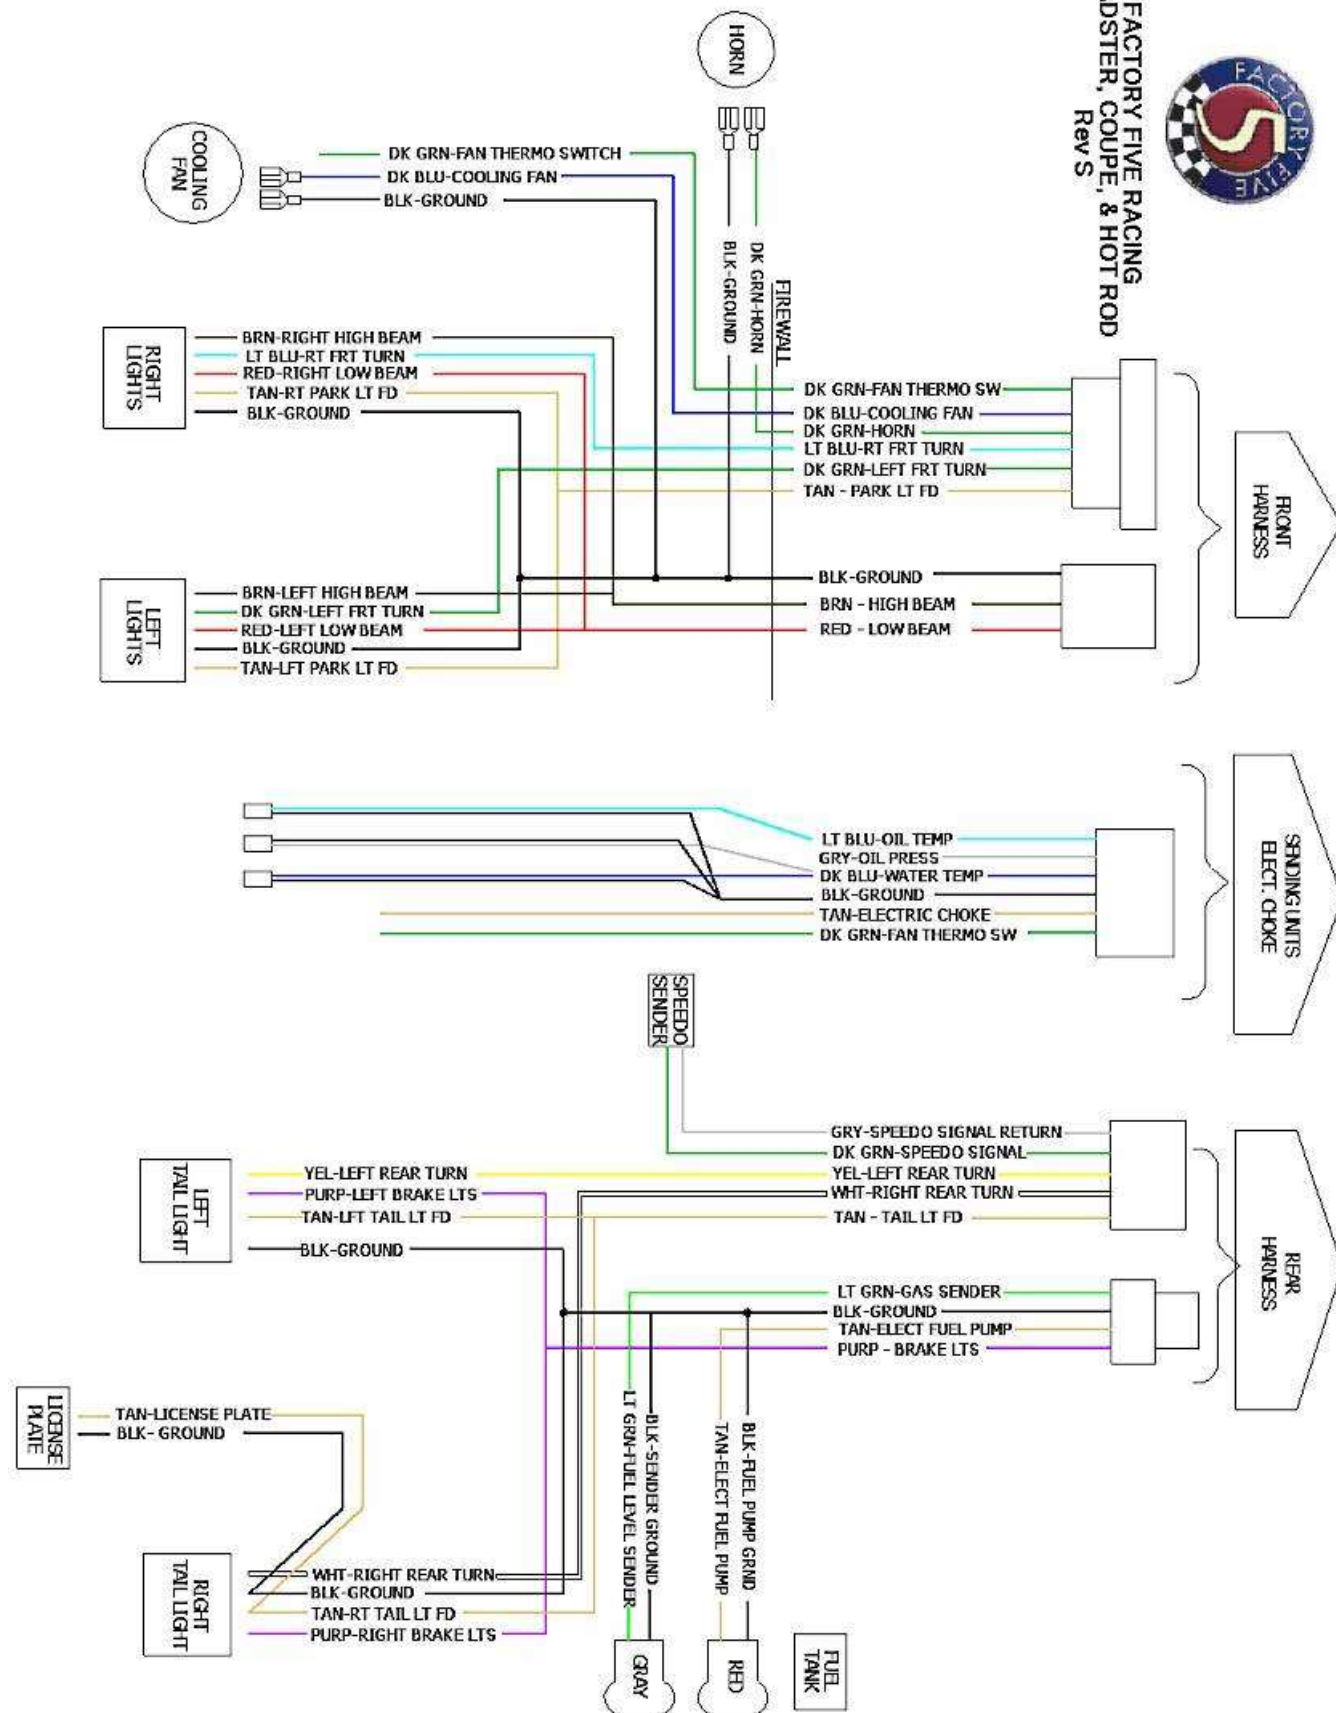 FACTORY FIVE
FACTORY FIVE RACING
DSTER, COUPE, & HOT ROD
Rev S
HORN
COOLING
FAN
DK GRN-FAN THERMO SWITCH
DK BLU-COOLING FAN
BLK-GROUND
BLK-GROUND
DK GRN-HORN
FIREWALL
RIGHT
LIGHTS
BRN-RIGHT HIGH BEAM
LT BLU-RT FRT TURN
RED-RIGHT LOW BEAM
TAN-RT PARK LT FD
BLK-GROUND
DK GRN-FAN THERMO SW
DK BLU-COOLING FAN
DK GRN-HORN
LT BLU-RT FRT TURN
DK GRN-LEFT FRT TURN
TAN - PARK LT FD
FRONT
HARNESS
LEFT
LIGHTS
BRN-LEFT HIGH BEAM
DK GRN-LEFT FRT TURN
RED-LEFT LOW BEAM
BLK-GROUND
TAN-LFT PARK LT FD
BLK-GROUND
BRN - HIGH BEAM
RED - LOW BEAM
LT BLU-OIL TEMP
GRY-OIL PRESS
DK BLU-WATER TEMP
BLK-GROUND
TAN-ELECTRIC CHOKE
DK GRN-FAN THERMO SW
SENDING UNITS
ELECT. CHOKE
SPEEDO
SENDER
GRY-SPEEDO SIGNAL RETURN
DK GRN-SPEEDO SIGNAL
YEL-LEFT REAR TURN
WHT-RIGHT REAR TURN
TAN - TAIL LT FD
LEFT
TAIL LIGHT
YEL-LEFT REAR TURN
PURP-LEFT BRAKE LTS
TAN-LFT TAIL LT FD
BLK-GROUND
LT GRN-GAS SENDER
BLK-GROUND
TAN-ELECT FUEL PUMP
PURP - BRAKE LTS
REAR
HARNESS
LICENSE
PLATE
TAN-LICENSE PLATE
BLK- GROUND
LT GRN-FUEL LEVEL SENDER
BLK-SENDER GROUND
TAN-ELECT FUEL PUMP
BLK-FUEL PUMP GRND
RIGHT
TAIL LIGHT
WHT-RIGHT REAR TURN
BLK-GROUND
TAN-RT TAIL LT FD
PURP-RIGHT BRAKE LTS
GRAY
RED
FUEL
TANK